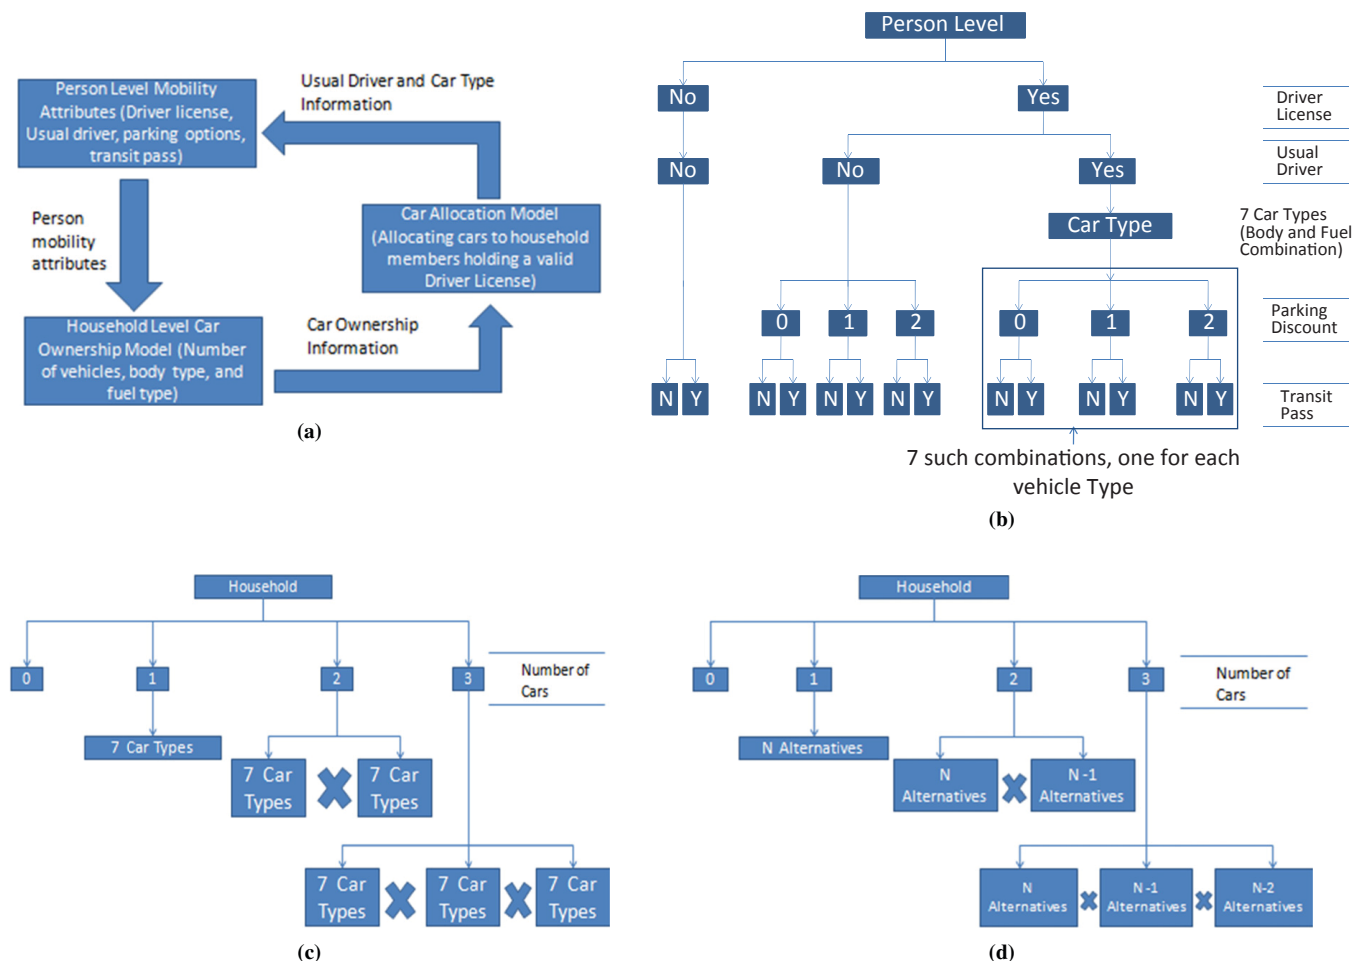 Person Level Mobility
Attributes (Driver license,
Usual driver, parking options,
transit pass)
Usual Driver and Car Type
Information
Person
mobility
attributes
Car Allocation Model
(Allocating cars to household
members holding a valid
Driver License)
Household Level Car
Ownership Model (Number
of vehicles, body type, and
fuel type)
Car Ownership
Information
(a)
Person Level
No
Yes
Driver
License
No
No
Yes
Usual
Driver
Car Type
7 Car Types
(Body and Fuel
Combination)
0 1 2
0 1 2
Parking
Discount
N Y
N Y N Y N Y
N Y N Y N Y
Transit
Pass
7 such combinations, one for each
vehicle Type
(b)
Household
0 1 2 3
Number of
Cars
7 Car Types
7 Car
Types
7 Car
Types
7 Car
Types
7 Car
Types
7 Car
Types
(c)
Household
0 1 2 3
Number of
Cars
N Alternatives
N
Alternatives
N-1
Alternatives
N
Alternatives
N-1
Alternatives
N-2
Alternatives
(d)